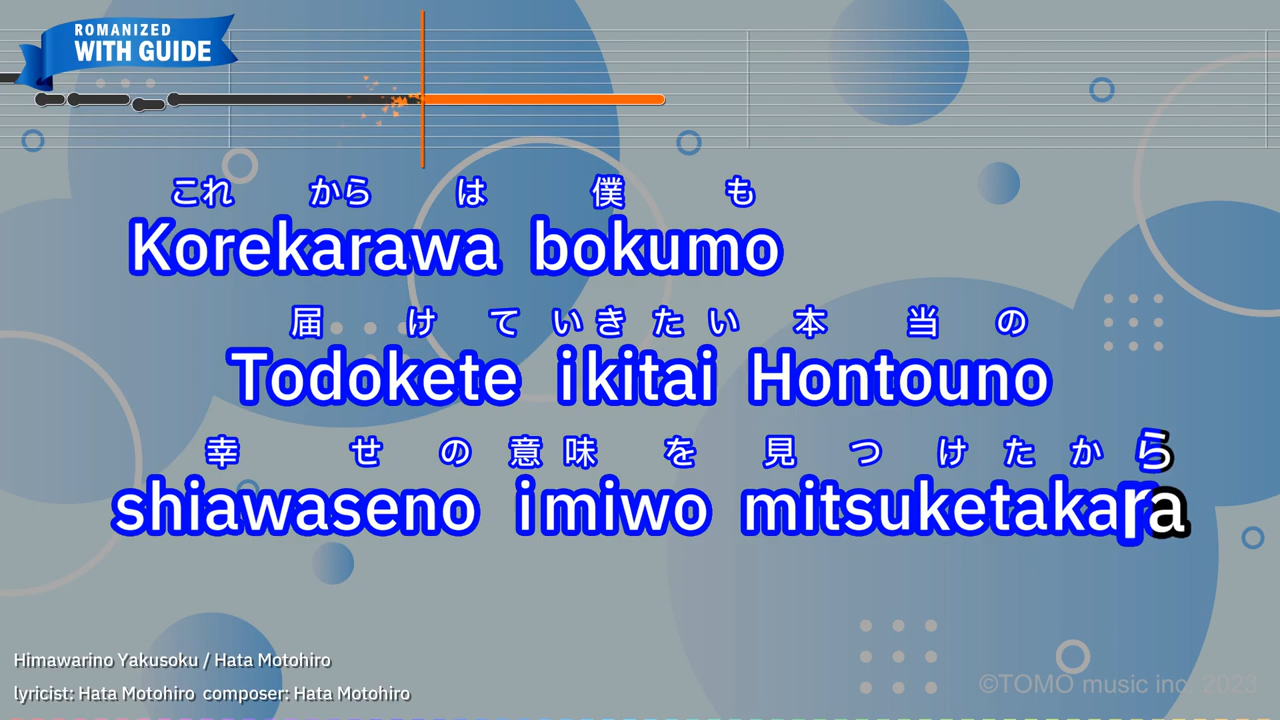 ROMANIZED
WITH GUIDE
これ から は 僕 も
Korekarawa bokumo
届 け て い き た い 本 当 の
Todokete ikitai Hontouno
幸 せ の 意 味 を 見 つ け た か ら
shiawaseno imiwo mitsuketakara
Himawarino Yakusoku / Hata Motohiro
lyricist: Hata Motohiro composer: Hata Motohiro
©TOMO music inc. 2023